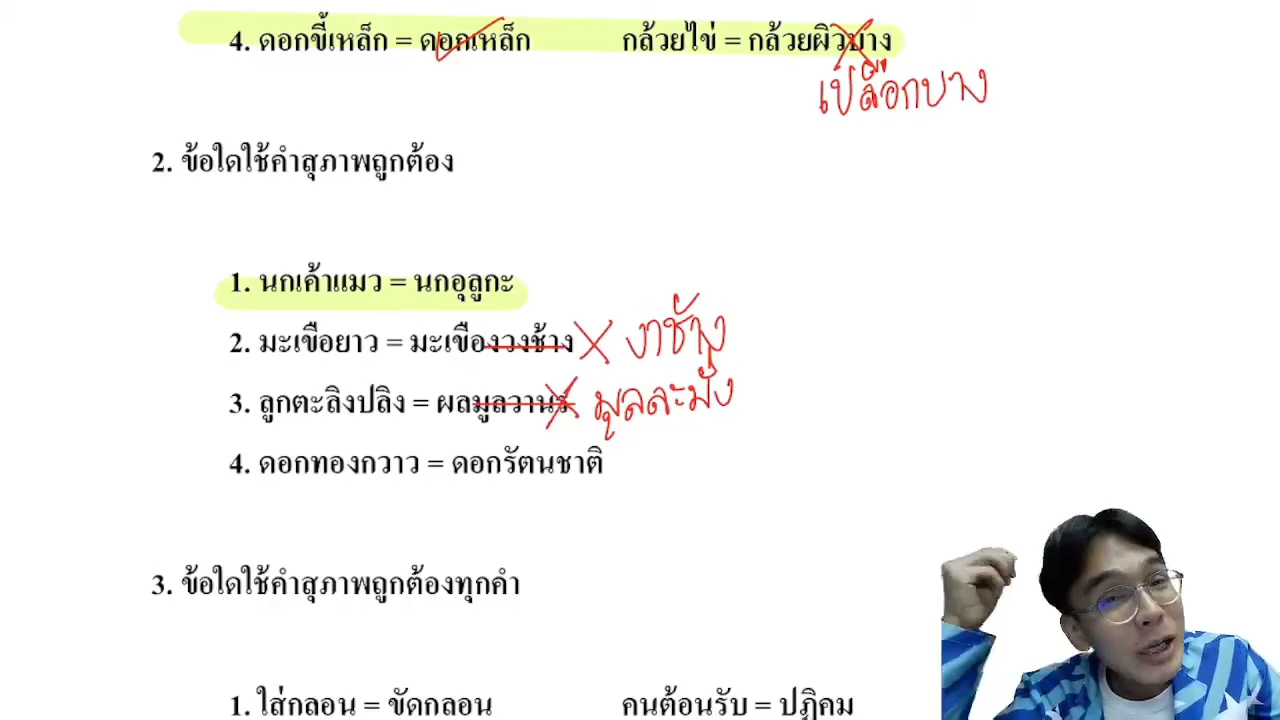 4. ดอกขี้เหล็ก = ดอกเหล็ก กล้วยไข่ = กล้วยผิวบาง
เปลือกบาง
2. ข้อใดใช้คำสุภาพถูกต้อง
1. นกเค้าแมว = นกอุลูกะ
2. มะเขือยาว = มะเขืองวงช้าง งาช้าง
3. ลูกตะลิงปลิง = ผลมูลวานร มูลละมั่ง
4. ดอกทองกวาว = ดอกรัตนชาติ
3. ข้อใดใช้คำสุภาพถูกต้องทุกคำ
1. ใส่กลอน = ขัดกลอน คนต้อนรับ = ปฏิคม